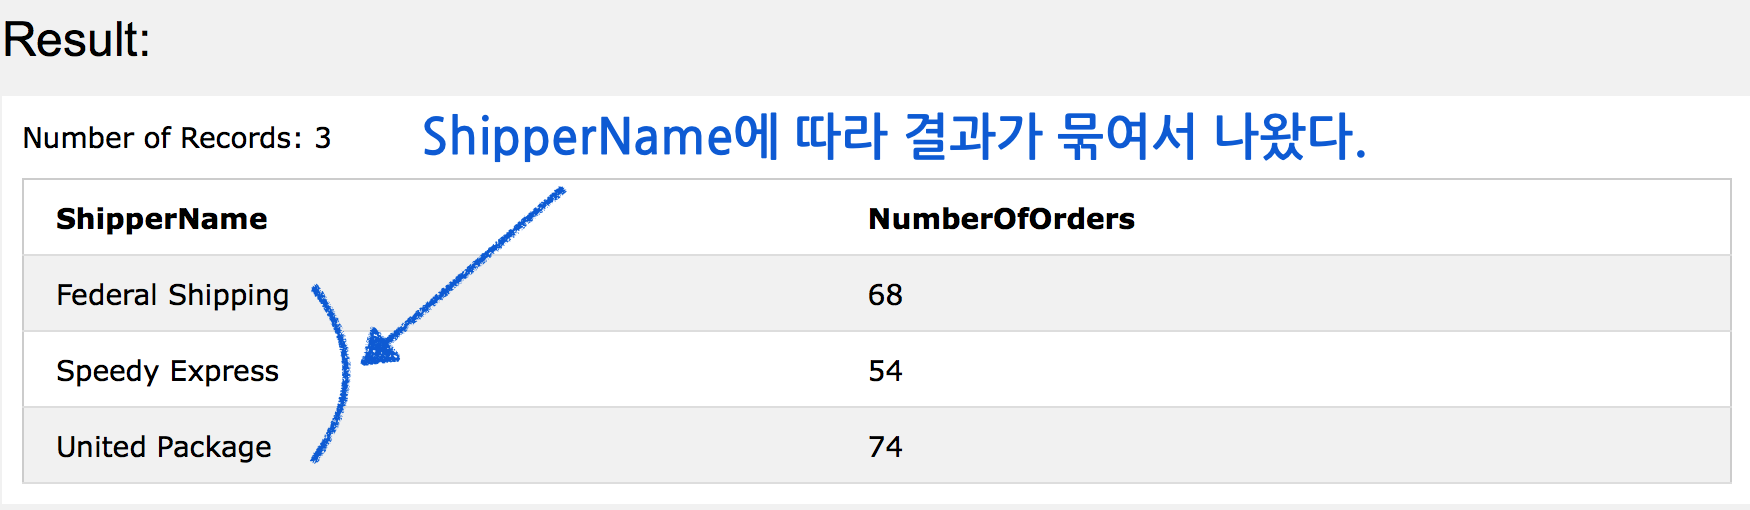 Result:
Number of Records: 3
ShipperName에 따라 결과가 묶여서 나왔다.
ShipperName NumberOfOrders
Federal Shipping 68
Speedy Express 54
United Package 74